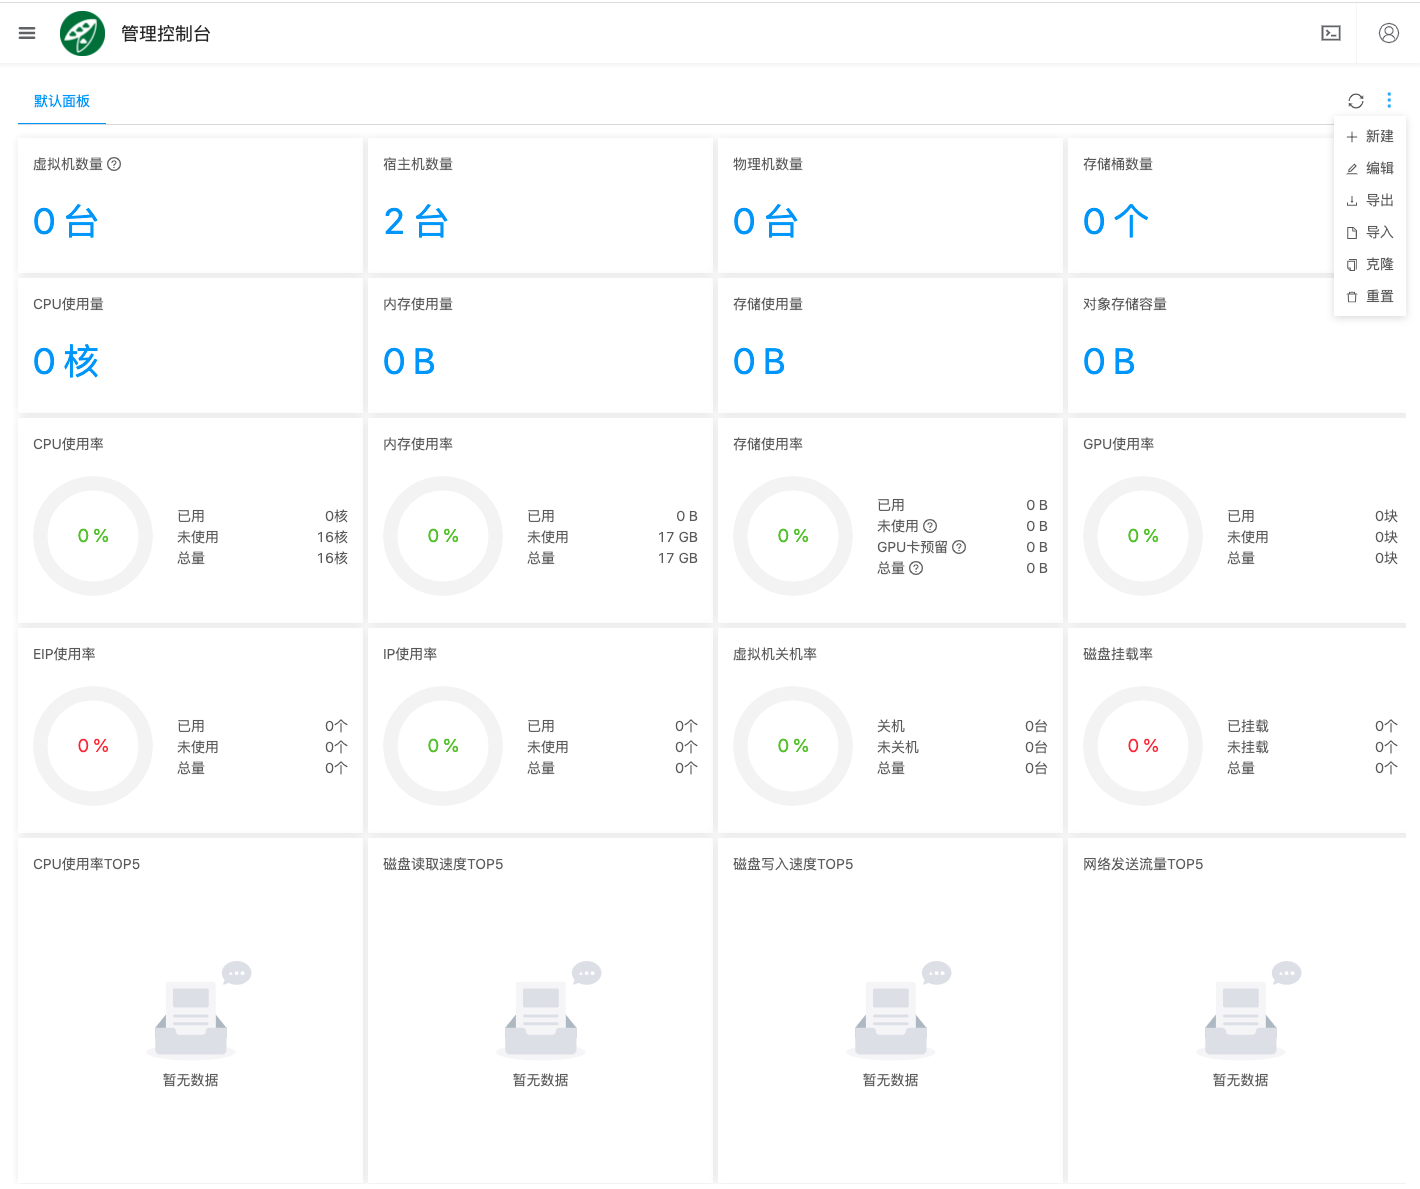 管理控制台
默认面板
新建
编辑
导出
导入
克隆
重置
虚拟机数量
0 台
宿主机数量
2 台
物理机数量
0 台
存储桶数量
0 个
CPU使用量
0 核
内存使用量
0 B
存储使用量
0 B
对象存储容量
0 B
CPU使用率
0 %
已用 0核
未使用 16核
总量 16核
内存使用率
0 %
已用 0 B
未使用 17 GB
总量 17 GB
存储使用率
0 %
已用 0 B
未使用 0 B
GPU卡预留 0 B
总量 0 B
GPU使用率
0 %
已用 0块
未使用 0块
总量 0块
EIP使用率
0 %
已用 0个
未使用 0个
总量 0个
IP使用率
0 %
已用 0个
未使用 0个
总量 0个
虚拟机关机率
0 %
关机 0台
未关机 0台
总量 0台
磁盘挂载率
0 %
已挂载 0个
未挂载 0个
总量 0个
CPU使用率TOP5
暂无数据
磁盘读取速度TOP5
暂无数据
磁盘写入速度TOP5
暂无数据
网络发送流量TOP5
暂无数据